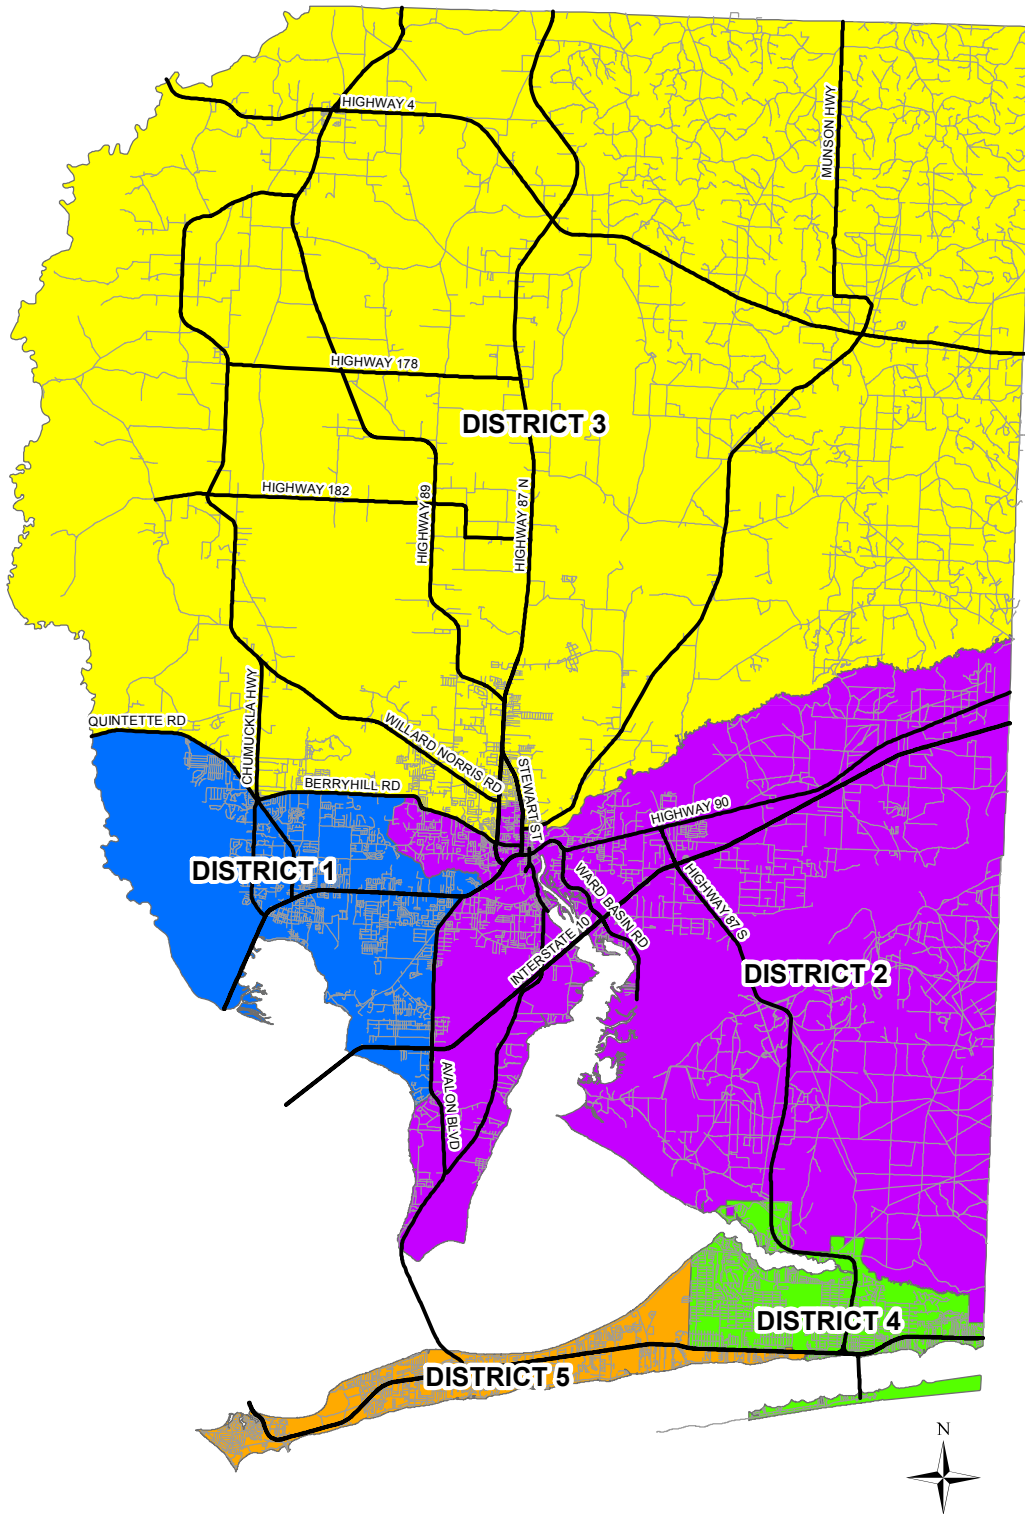 HIGHWAY 4
MUNSON HWY
HIGHWAY 178
DISTRICT 3
HIGHWAY 182
HIGHWAY 89
HIGHWAY 87 N
QUINTETTE RD
CHUMUCKLA HWY
WILLARD NORRIS RD
BERRYHILL RD
STEWART ST
HIGHWAY 90
DISTRICT 1
WARD BASIN RD
HIGHWAY 87 S
INTERSTATE 10
DISTRICT 2
AVALON BLVD
DISTRICT 4
DISTRICT 5
N